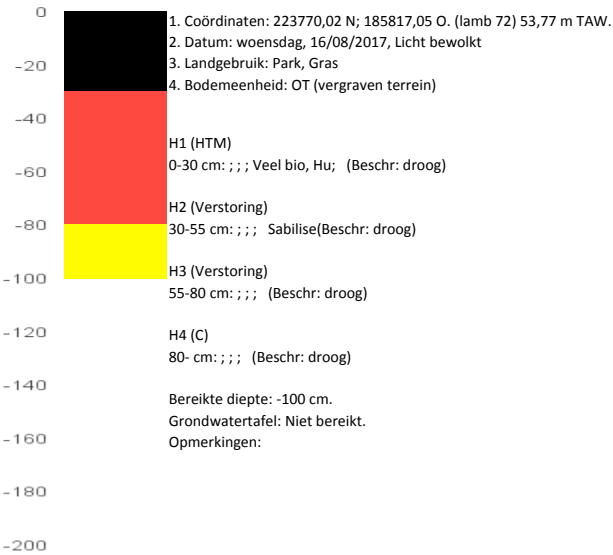 0
-20
-40
-60
-80
-100
-120
-140
-160
-180
-200
1. Coördinaten: 223770,02 N; 185817,05 O. (lamb 72) 53,77 m TAW.
2. Datum: woensdag, 16/08/2017, Licht bewolkt
3. Landgebruik: Park, Gras
4. Bodemeenheid: OT (vergraven terrein)
H1 (HTM)
0-30 cm: ; ; ; Veel bio, Hu; (Beschr: droog)
H2 (Verstoring)
30-55 cm: ; ; ; Sabilise(Beschr: droog)
H3 (Verstoring)
55-80 cm: ; ; ; (Beschr: droog)
H4 (C)
80- cm: ; ; ; (Beschr: droog)
Bereikte diepte: -100 cm.
Grondwatertafel: Niet bereikt.
Opmerkingen: